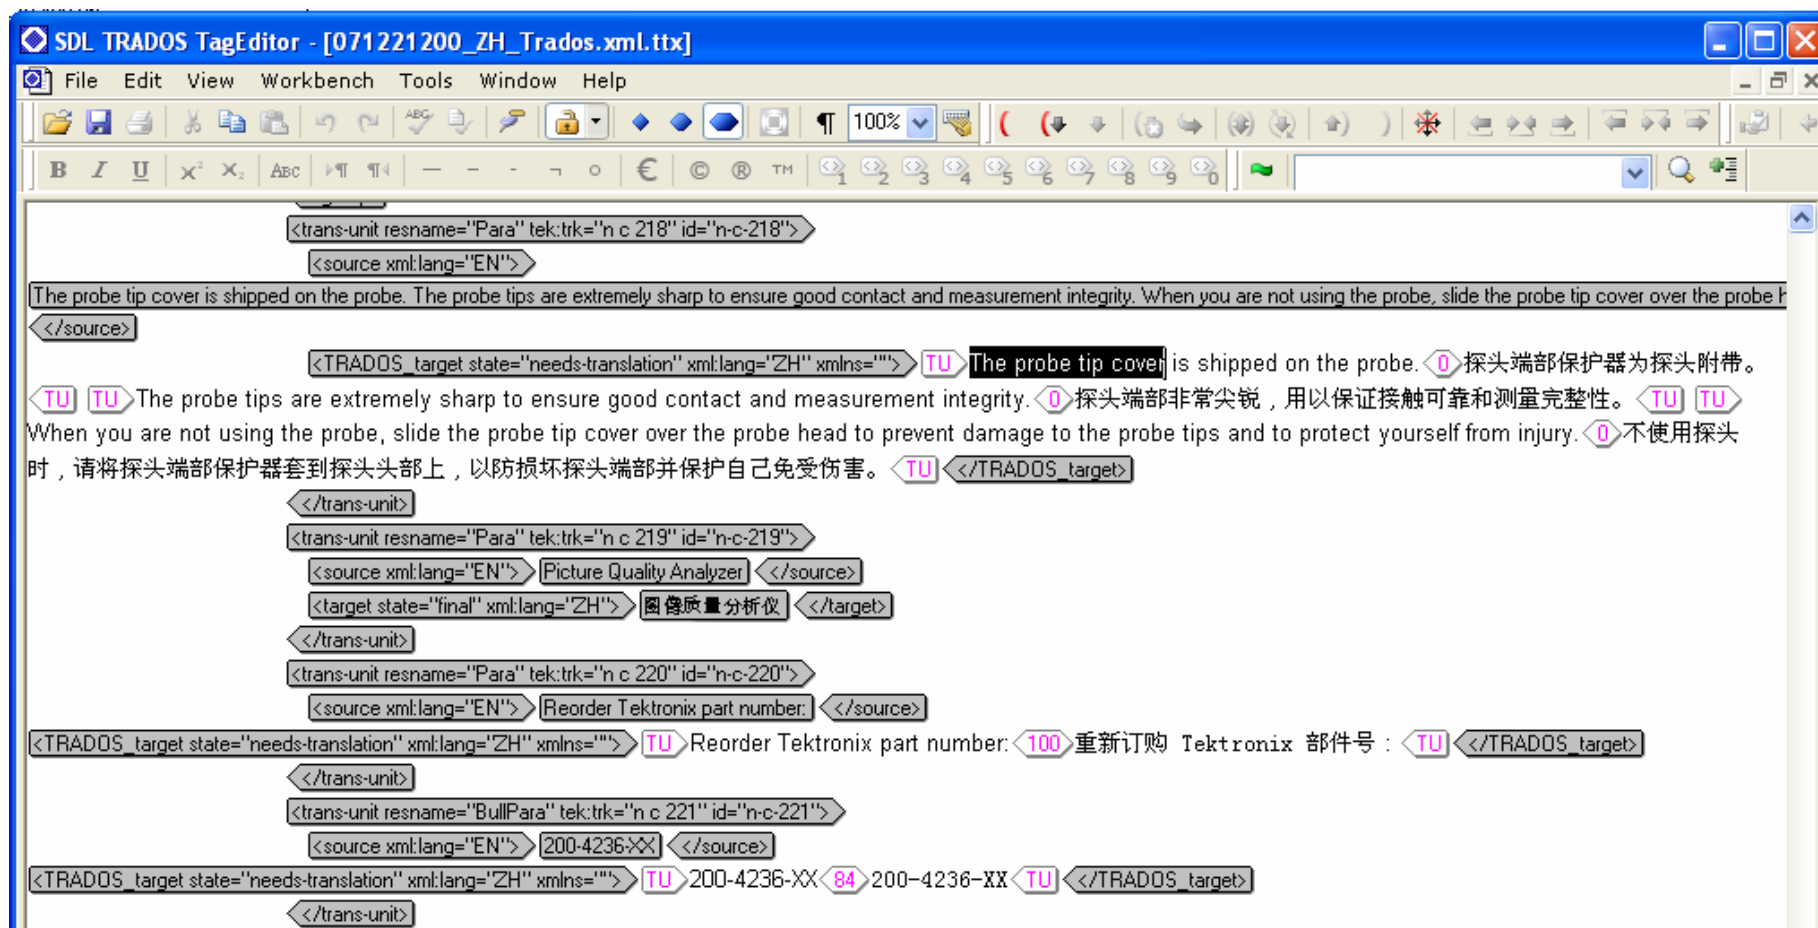 SDL TRADOS TagEditor - [071221200_ZH_Trados.xml.ttx]
File Edit View Workbench Tools Window Help
ABC ¶ 100% ( ( ( ( ) ) )
B I U x² x₂ ABC ¶ ¶ — – - ¬ ○ € © ® TM 1 2 3 4 5 6 7 8 9 0
<trans-unit resname="Para" tek:trk="n c 218" id="n-c-218">
<source xml:lang="EN">
The probe tip cover is shipped on the probe. The probe tips are extremely sharp to ensure good contact and measurement integrity. When you are not using the probe, slide the probe tip cover over the probe
</source>
<TRADOS_target state="needs-translation" xml:lang="ZH" xmlns=""> TU The probe tip cover is shipped on the probe. 0 探头端部保护器为探头附带。
TU TU The probe tips are extremely sharp to ensure good contact and measurement integrity. 0 探头端部非常尖锐，用以保证接触可靠和测量完整性。 TU TU
When you are not using the probe, slide the probe tip cover over the probe head to prevent damage to the probe tips and to protect yourself from injury. 0 不使用探头
时，请将探头端部保护器套到探头头部上，以防损坏探头端部并保护自己免受伤害。 TU </TRADOS_target>
</trans-unit>
<trans-unit resname="Para" tek:trk="n c 219" id="n-c-219">
<source xml:lang="EN"> Picture Quality Analyzer </source>
<target state="final" xml:lang="ZH"> 图像质量分析仪 </target>
</trans-unit>
<trans-unit resname="Para" tek:trk="n c 220" id="n-c-220">
<source xml:lang="EN"> Reorder Tektronix part number: </source>
<TRADOS_target state="needs-translation" xml:lang="ZH" xmlns=""> TU Reorder Tektronix part number: 100 重新订购 Tektronix 部件号： TU </TRADOS_target>
</trans-unit>
<trans-unit resname="BullPara" tek:trk="n c 221" id="n-c-221">
<source xml:lang="EN"> 200-4236-XX </source>
<TRADOS_target state="needs-translation" xml:lang="ZH" xmlns=""> TU 200-4236-XX 84 200-4236-XX TU </TRADOS_target>
</trans-unit>